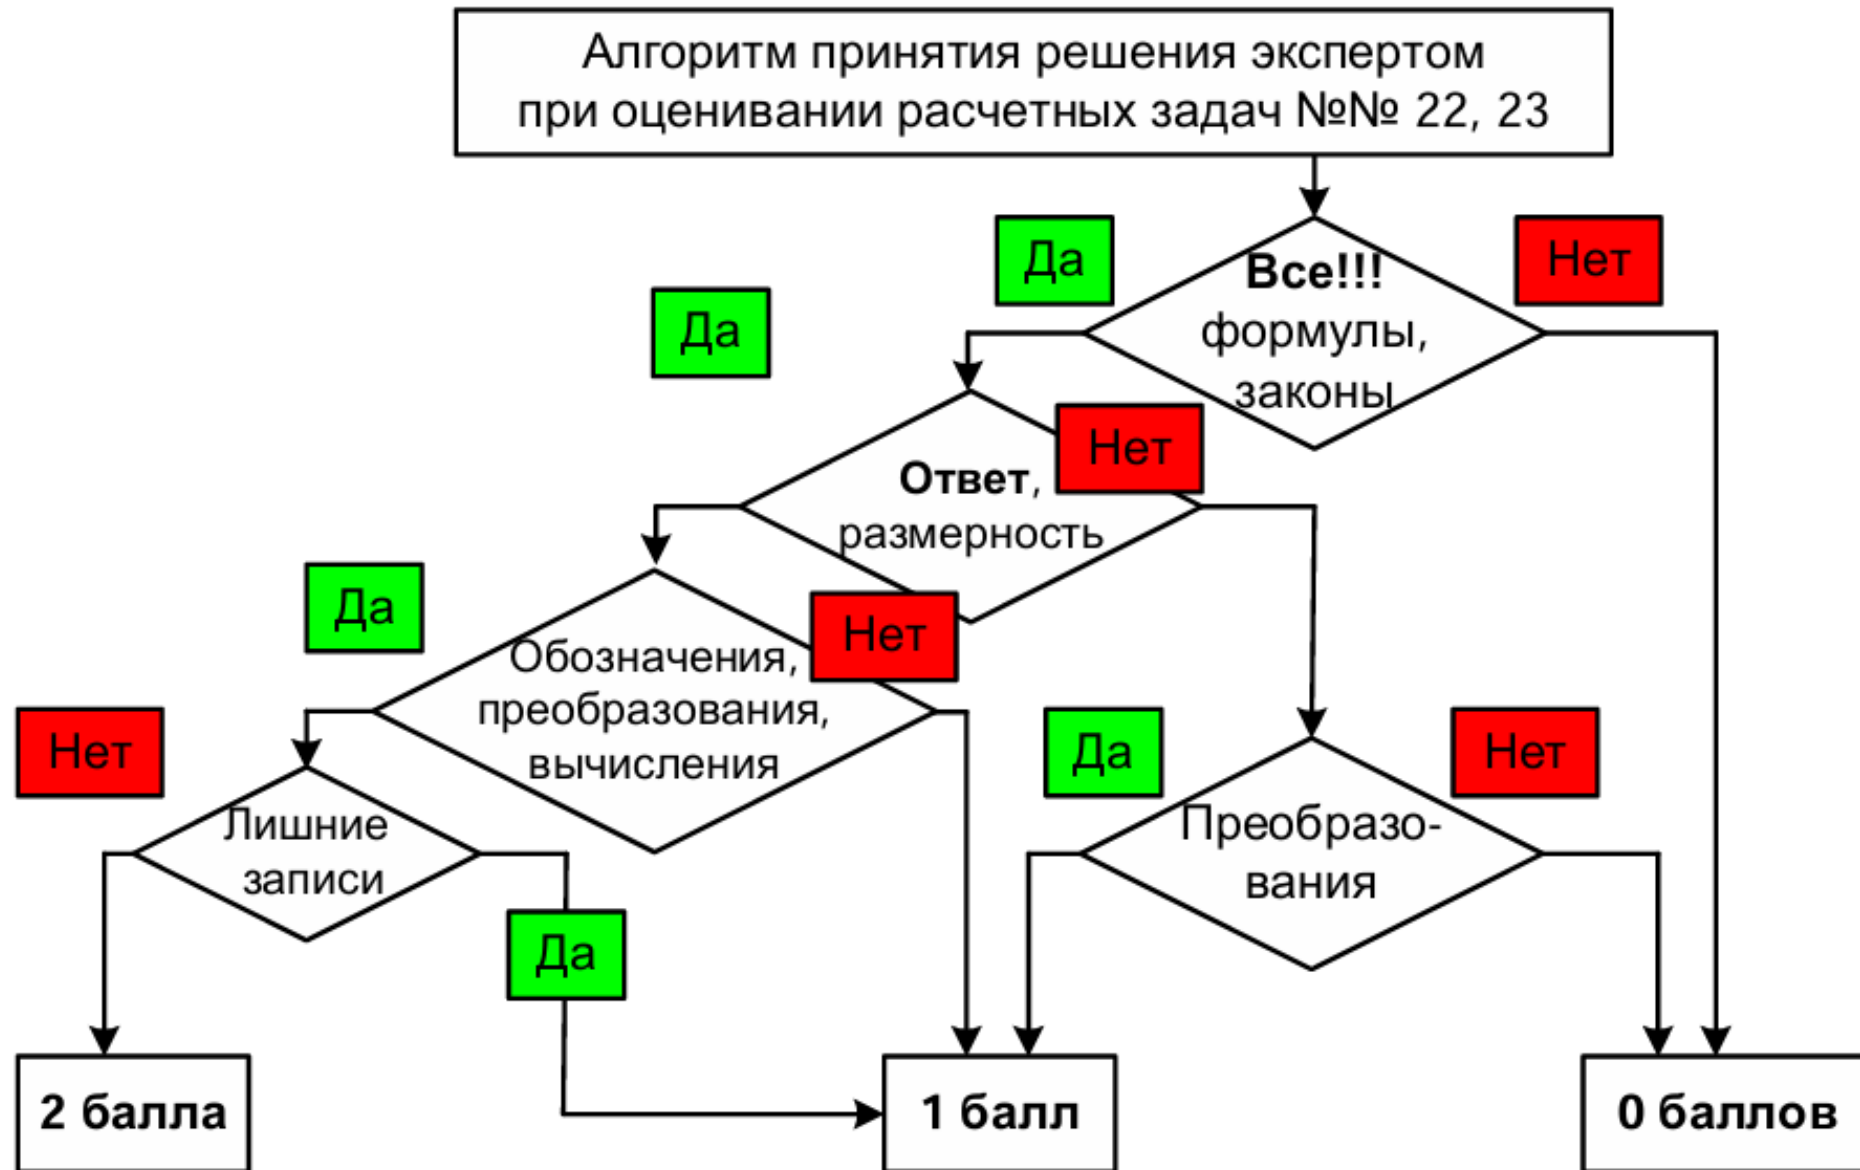 Алгоритм принятия решения экспертом
при оценивании расчетных задач №№ 22, 23
Да
Все!!!
формулы,
законы
Нет
Да
Ответ,
размерность
Нет
Да
Обозначения,
преобразования,
вычисления
Нет
Нет
Лишние
записи
Да
Да
Преобразо-
вания
Нет
2 балла
1 балл
0 баллов